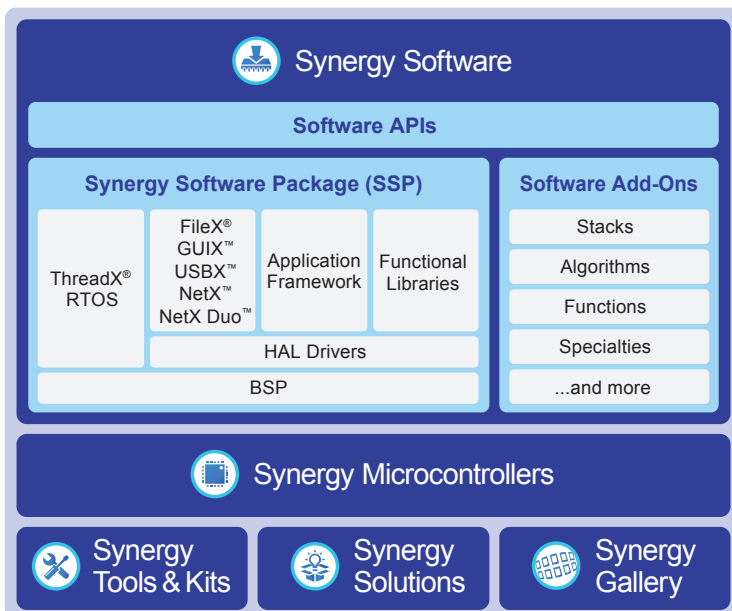 Synergy Software
Software APIs
Synergy Software Package (SSP)
ThreadX®
RTOS
FileX®
GUIX™
USBX™
NetX™
NetX Duo™
Application
Framework
Functional
Libraries
HAL Drivers
BSP
Software Add-Ons
Stacks
Algorithms
Functions
Specialties
...and more
Synergy Microcontrollers
Synergy
Tools & Kits
Synergy
Solutions
Synergy
Gallery